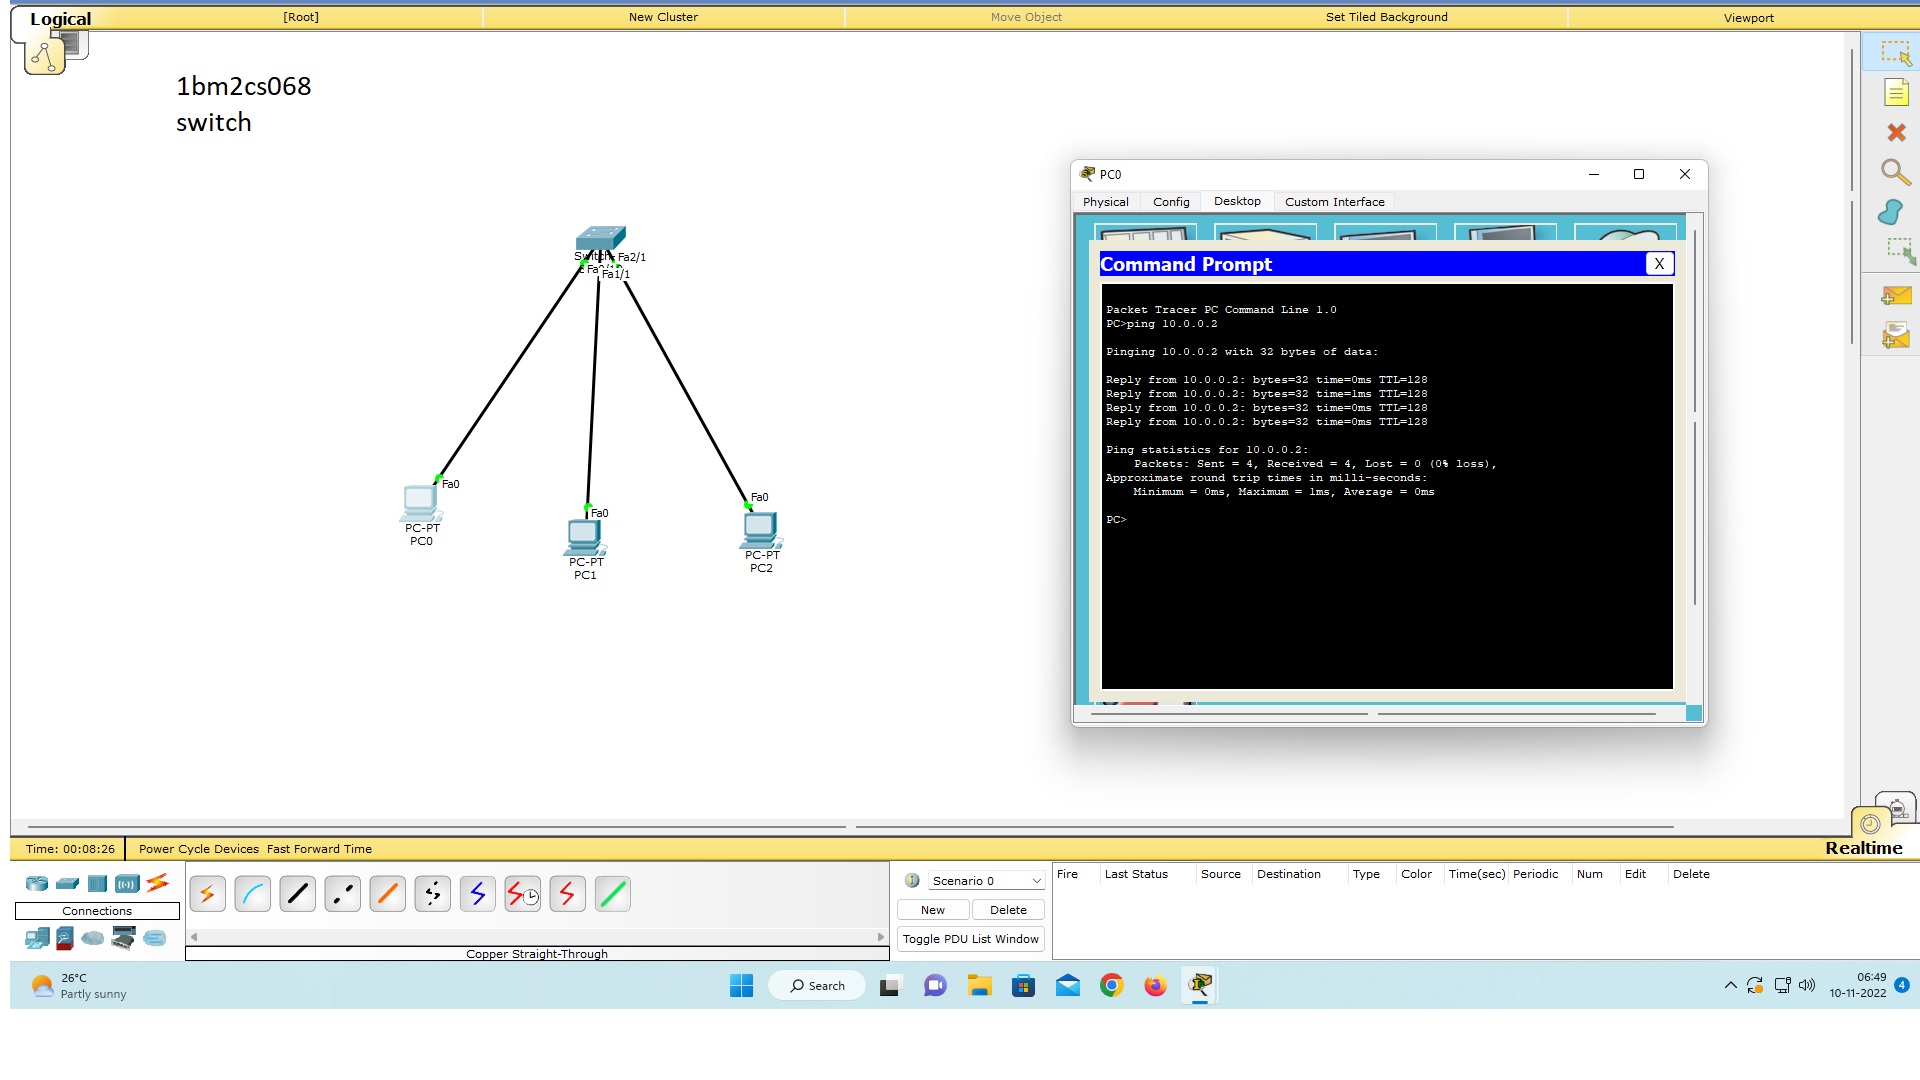 Logical
[Root]
New Cluster
Move Object
Set Tiled Background
Viewport
1bm2cs068
switch
Fa2/1
Fa1/1
Fa0
PC-PT
PC0
Fa0
PC-PT
PC1
Fa0
PC-PT
PC2
PC0
Physical
Config
Desktop
Custom Interface
Command Prompt
X
Packet Tracer PC Command Line 1.0
PC>ping 10.0.0.2
Pinging 10.0.0.2 with 32 bytes of data:
Reply from 10.0.0.2: bytes=32 time=0ms TTL=128
Reply from 10.0.0.2: bytes=32 time=1ms TTL=128
Reply from 10.0.0.2: bytes=32 time=0ms TTL=128
Reply from 10.0.0.2: bytes=32 time=0ms TTL=128
Ping statistics for 10.0.0.2:
Packets: Sent = 4, Received = 4, Lost = 0 (0% loss),
Approximate round trip times in milli-seconds:
Minimum = 0ms, Maximum = 1ms, Average = 0ms
PC>
Time: 00:08:26
Power Cycle Devices Fast Forward Time
Realtime
Connections
Copper Straight-Through
Scenario 0
New
Delete
Toggle PDU List Window
Fire
Last Status
Source
Destination
Type
Color
Time(sec)
Periodic
Num
Edit
Delete
26°C
Partly sunny
Search
06:49
10-11-2022
4